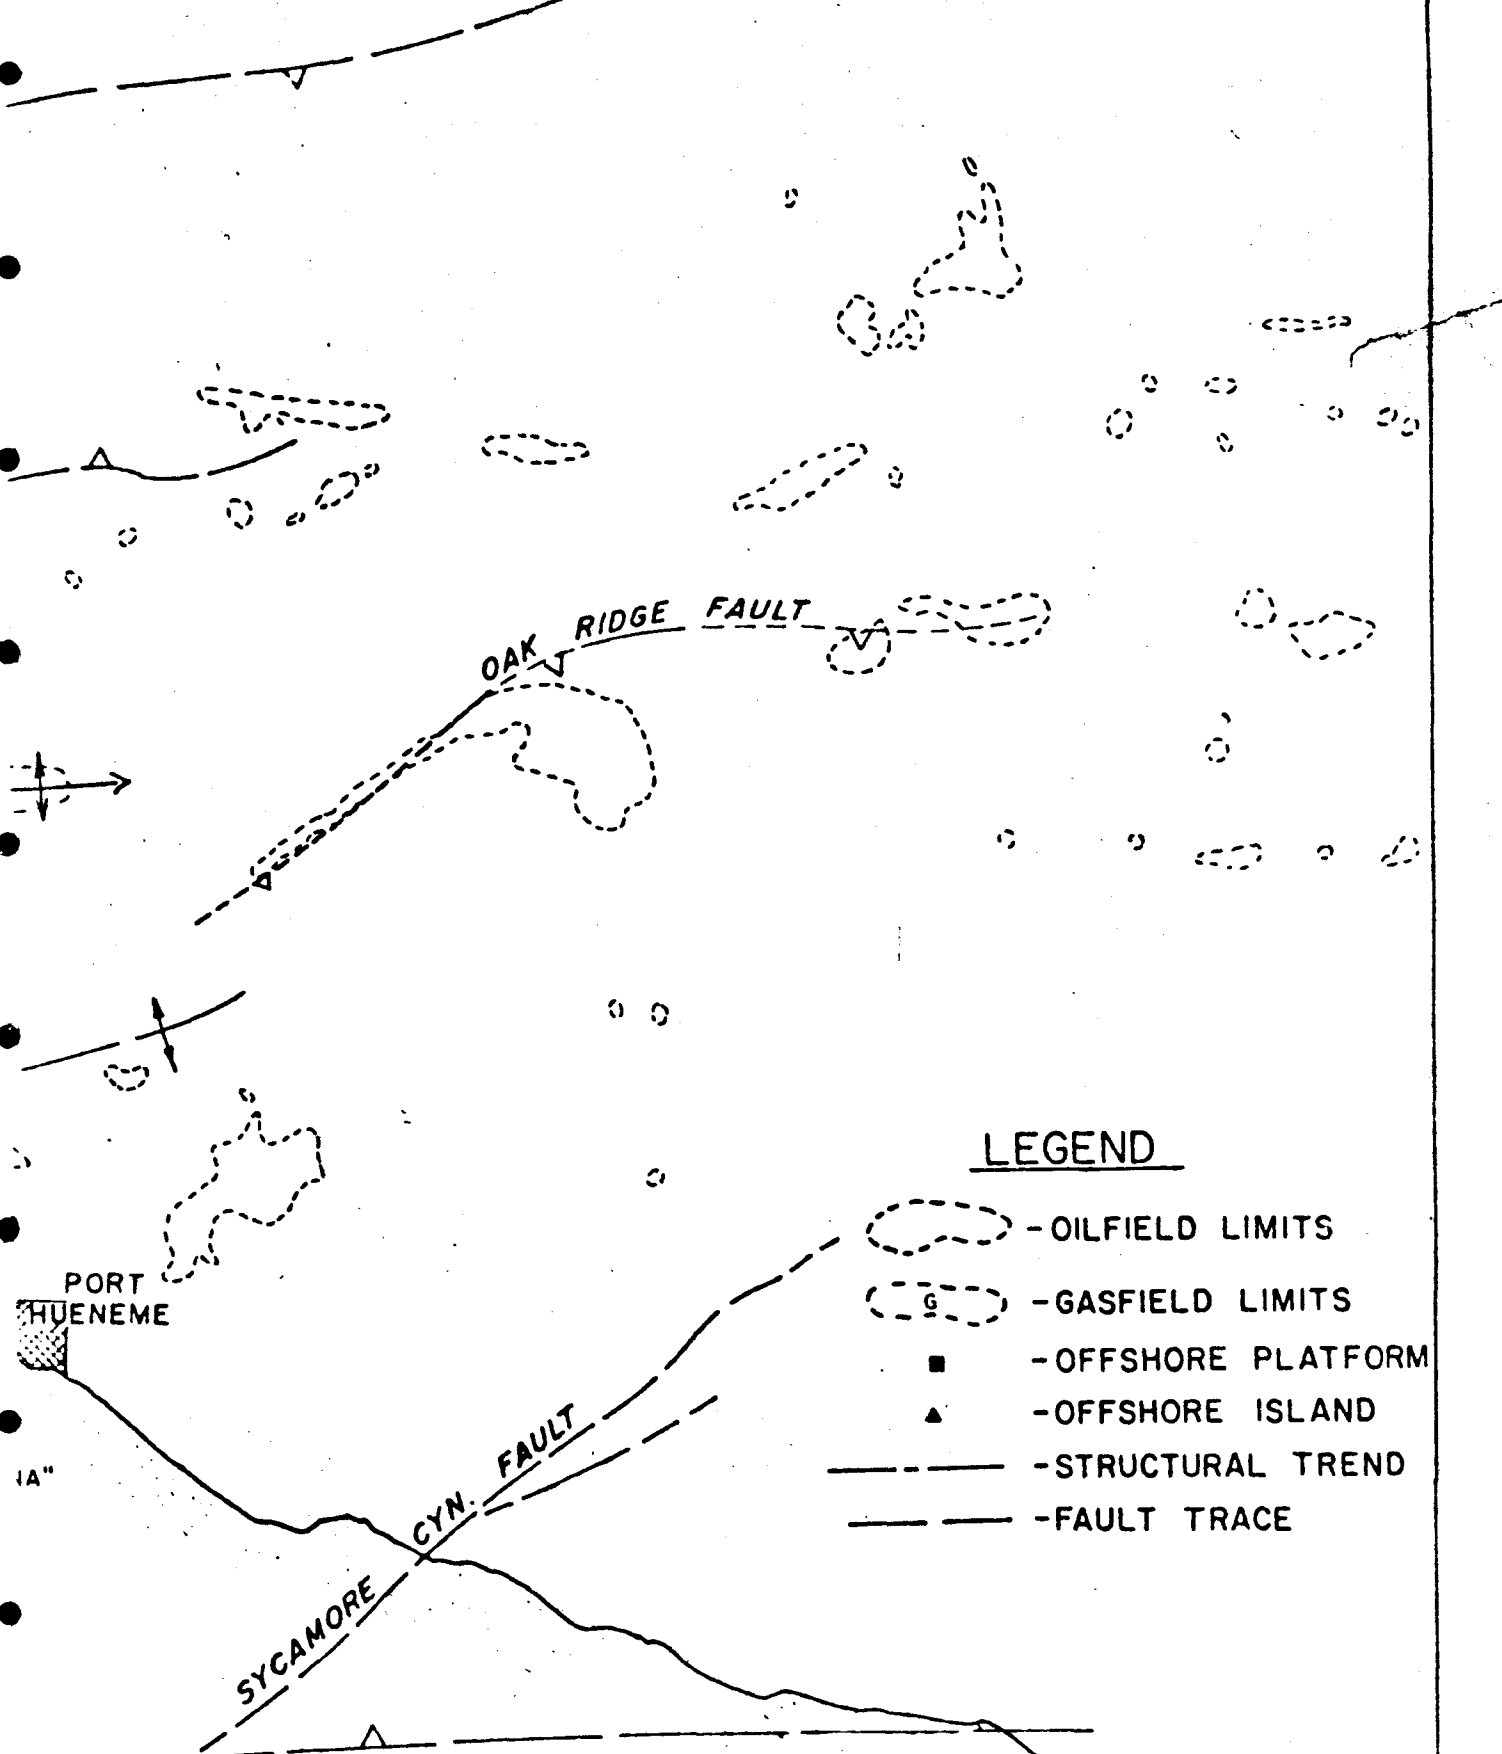 OAK RIDGE FAULT
LEGEND
-OILFIELD LIMITS
PORT
HUENEME
G -GASFIELD LIMITS
-OFFSHORE PLATFORM
-OFFSHORE ISLAND
-STRUCTURAL TREND
-FAULT TRACE
SYCAMORE CYN. FAULT